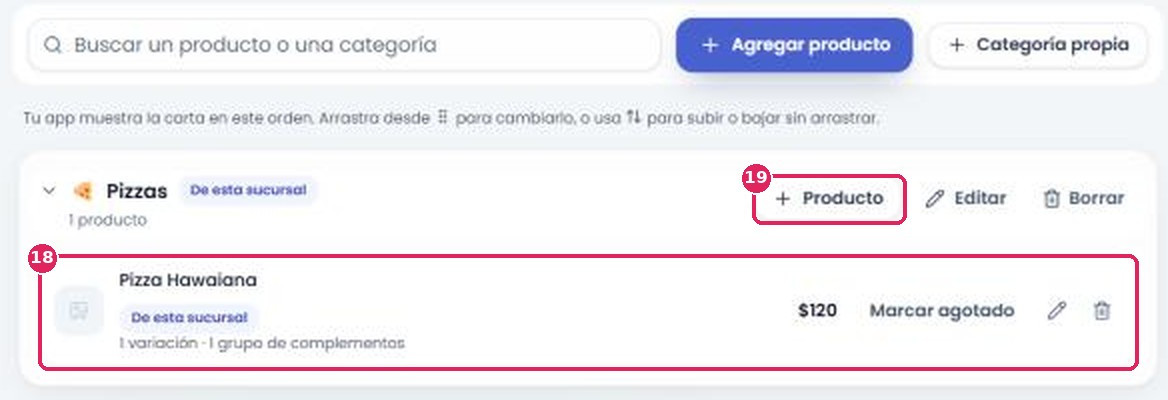 Buscar un producto o una categoría
+ Agregar producto
+ Categoría propia
Tu app muestra la carta en este orden. Arrastra desde ⠿ para cambiarlo, o usa ↑↓ para subir o bajar sin arrastrar.
Pizzas
De esta sucursal
1 producto
19
+ Producto
Editar
Borrar
18
Pizza Hawaiana
De esta sucursal
1 variación · 1 grupo de complementos
$120
Marcar agotado